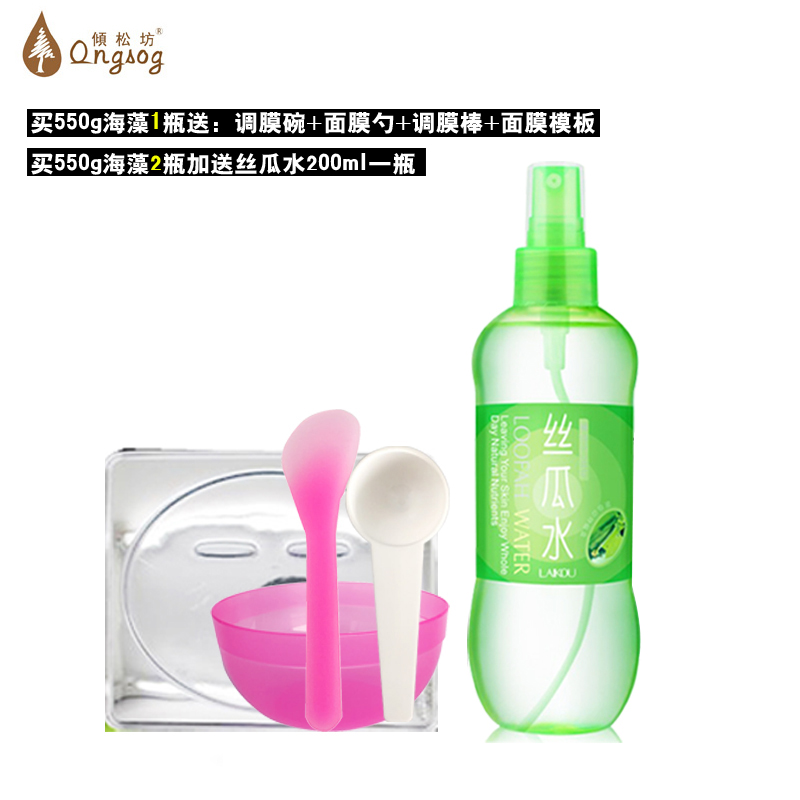 傾松坊®
Qngsog
买550g海藻1瓶送：调膜碗+面膜勺+调膜棒+面膜模板
买550g海藻2瓶加送丝瓜水200ml一瓶
丝瓜水
LOOPAH WATER
Leaving Your Skin Enjoy Whole
Day Natural Nutrients
LAIKOU